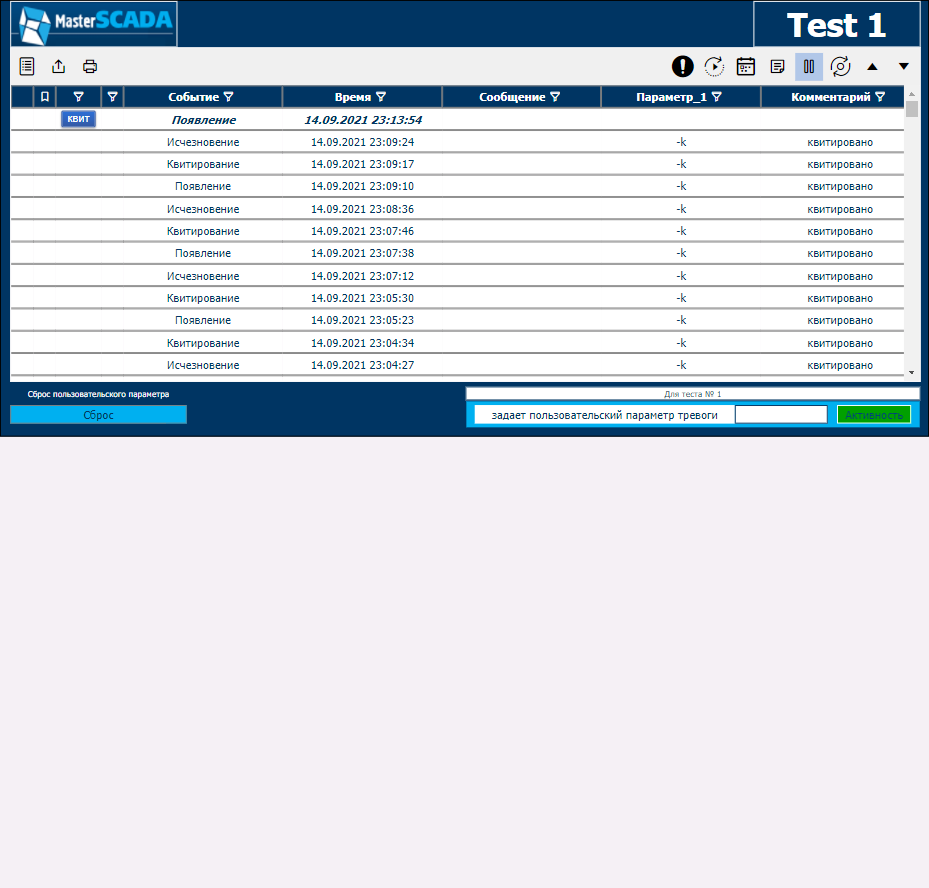 MasterSCADA
Test 1
Событие Время Сообщение Параметр_1 Комментарий
КВИТ Появление 14.09.2021 23:13:54
Исчезновение 14.09.2021 23:09:24 -k квитировано
Квитирование 14.09.2021 23:09:17 -k квитировано
Появление 14.09.2021 23:09:10 -k квитировано
Исчезновение 14.09.2021 23:08:36 -k квитировано
Квитирование 14.09.2021 23:07:46 -k квитировано
Появление 14.09.2021 23:07:38 -k квитировано
Исчезновение 14.09.2021 23:07:12 -k квитировано
Квитирование 14.09.2021 23:05:30 -k квитировано
Появление 14.09.2021 23:05:23 -k квитировано
Квитирование 14.09.2021 23:04:34 -k квитировано
Исчезновение 14.09.2021 23:04:27 -k квитировано
Сброс пользовательского параметра Для теста № 1
Сброс задает пользовательский параметр тревоги Активность